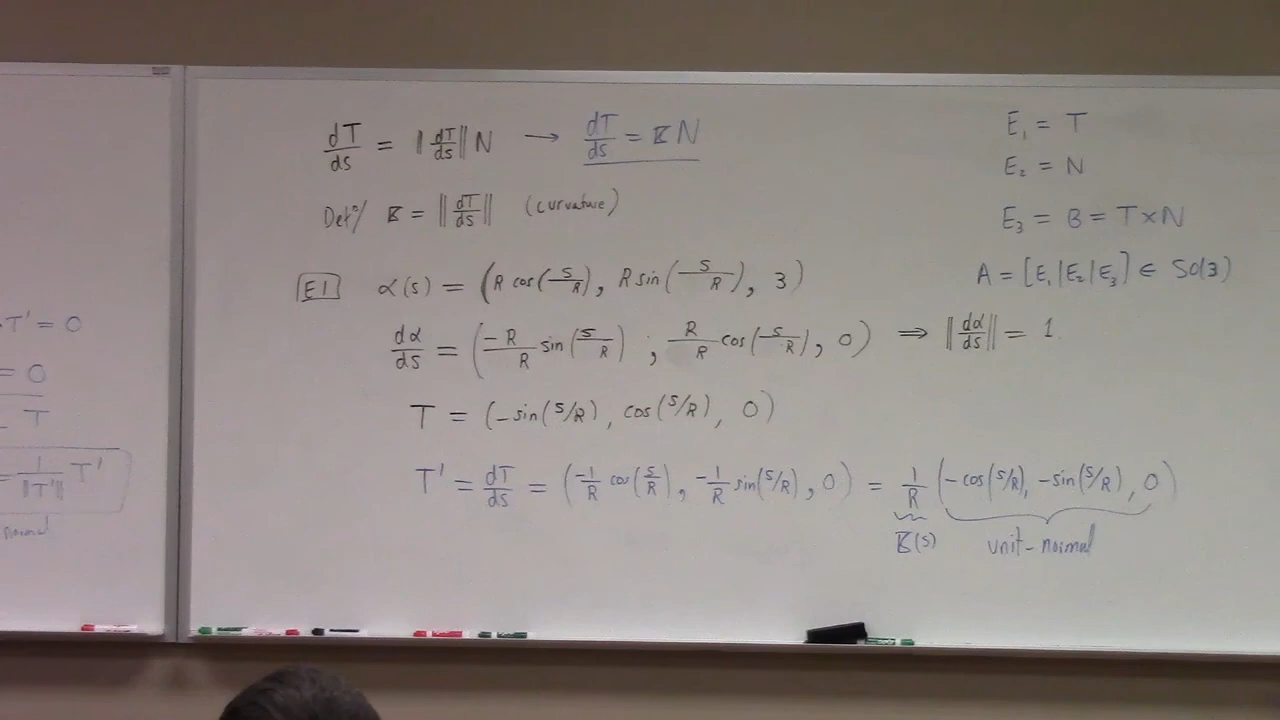 dT/ds = ||dT/ds|| N → dT/ds = K N
Defⁿ/ K = ||dT/ds|| (curvature)
E1 α(s) = (R cos(s/R), R sin(s/R), 3)
dα/ds = (-R/R sin(s/R), R/R cos(s/R), 0) ⇒ ||dα/ds|| = 1.
T = (-sin(s/R), cos(s/R), 0)
T' = dT/ds = (-1/R cos(s/R), -1/R sin(s/R), 0) = 1/R (-cos(s/R), -sin(s/R), 0)
K(s) unit-normal
E₁ = T
E₂ = N
E₃ = B = T×N
A = [E₁|E₂|E₃] ∈ SO(3)
T' = 0
= 0
T
= 1/||T'|| T'
normal